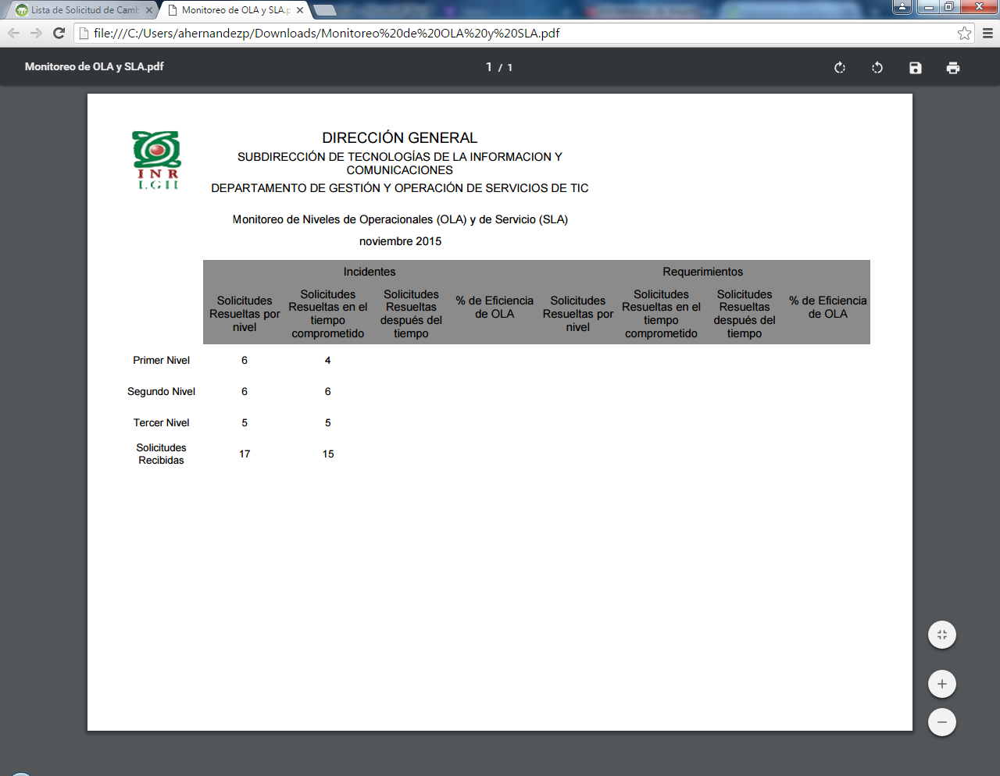 Lista de Solicitud de Camb
Monitoreo de OLA y SLA.p
file:///C:/Users/ahernandezp/Downloads/Monitoreo%20de%20OLA%20y%20SLA.pdf
Monitoreo de OLA y SLA.pdf
1 / 1
INR
LGII
DIRECCIÓN GENERAL
SUBDIRECCIÓN DE TECNOLOGÍAS DE LA INFORMACION Y
COMUNICACIONES
DEPARTAMENTO DE GESTIÓN Y OPERACIÓN DE SERVICIOS DE TIC
Monitoreo de Niveles de Operacionales (OLA) y de Servicio (SLA)
noviembre 2015
Incidentes
Requerimientos
Solicitudes
Resueltas por
nivel
Solicitudes
Resueltas en el
tiempo
comprometido
Solicitudes
Resueltas
después del
tiempo
% de Eficiencia
de OLA
Solicitudes
Resueltas por
nivel
Solicitudes
Resueltas en el
tiempo
comprometido
Solicitudes
Resueltas
después del
tiempo
% de Eficiencia
de OLA
Primer Nivel 6 4
Segundo Nivel 6 6
Tercer Nivel 5 5
Solicitudes
Recibidas 17 15